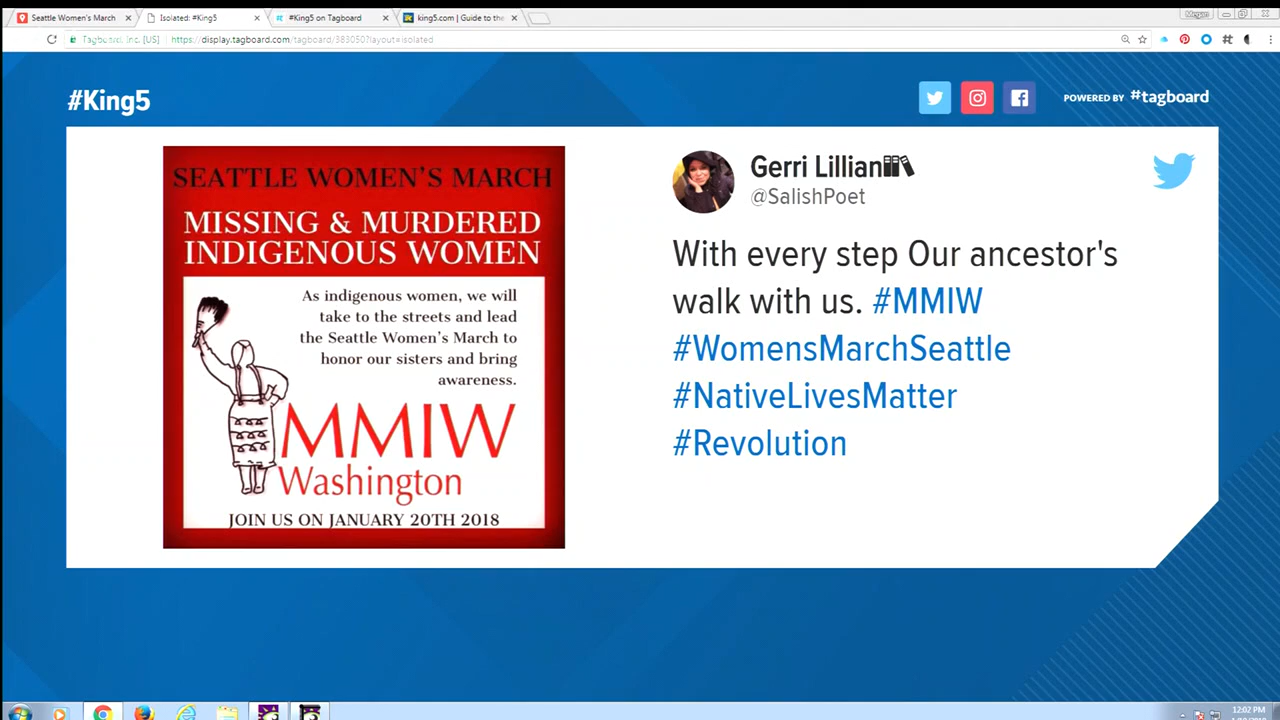 Seattle Women's March
Isolated: #King5
#King5 on Tagboard
king5.com | Guide to the
Megan
Tagboard, Inc. [US]
https://display.tagboard.com/tagboard/383050?layout=isolated
#King5
POWERED BY #tagboard
SEATTLE WOMEN'S MARCH
MISSING & MURDERED
INDIGENOUS WOMEN
As indigenous women, we will
take to the streets and lead
the Seattle Women's March to
honor our sisters and bring
awareness.
MMIW
Washington
JOIN US ON JANUARY 20TH 2018
Gerri Lillian
@SalishPoet
With every step Our ancestor's
walk with us. #MMIW
#WomensMarchSeattle
#NativeLivesMatter
#Revolution
12:02 PM